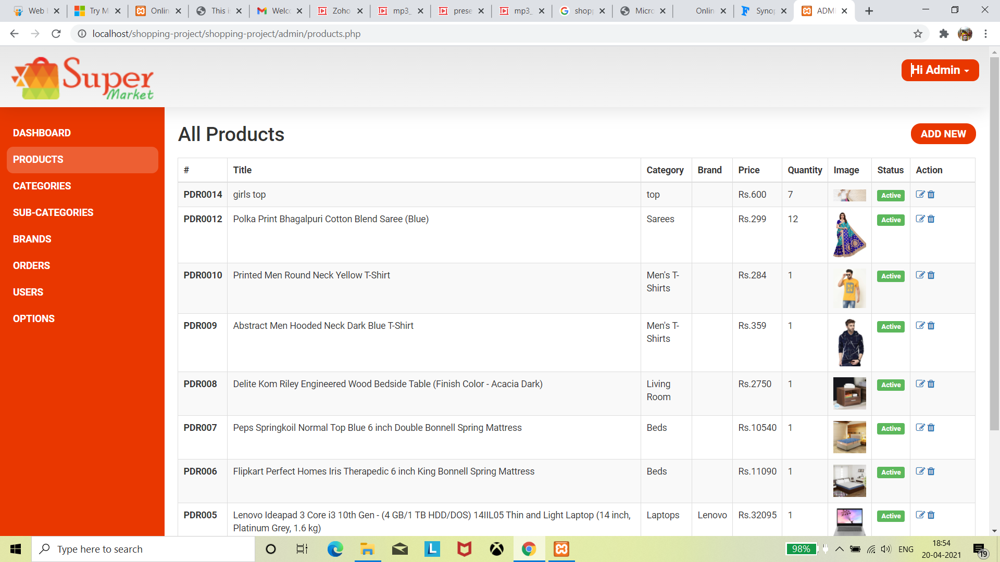 Web
Try M
Onlin
This i
Welc
Zoho
mp3_
prese
mp3_
shop
Micro
Onlin
Synop
ADMI
localhost/shopping-project/shopping-project/admin/products.php
Super
Market
Hi Admin
DASHBOARD
PRODUCTS
CATEGORIES
SUB-CATEGORIES
BRANDS
ORDERS
USERS
OPTIONS
All Products
ADD NEW
# Title Category Brand Price Quantity Image Status Action
PDR0014 girls top top Rs.600 7 Active
PDR0012 Polka Print Bhagalpuri Cotton Blend Saree (Blue) Sarees Rs.299 12 Active
PDR0010 Printed Men Round Neck Yellow T-Shirt Men's T-
Shirts Rs.284 1 Active
PDR009 Abstract Men Hooded Neck Dark Blue T-Shirt Men's T-
Shirts Rs.359 1 Active
PDR008 Delite Kom Riley Engineered Wood Bedside Table (Finish Color - Acacia Dark) Living
Room Rs.2750 1 Active
PDR007 Peps Springkoil Normal Top Blue 6 inch Double Bonnell Spring Mattress Beds Rs.10540 1 Active
PDR006 Flipkart Perfect Homes Iris Therapedic 6 inch King Bonnell Spring Mattress Beds Rs.11090 1 Active
PDR005 Lenovo Ideapad 3 Core i3 10th Gen - (4 GB/1 TB HDD/DOS) 14IIL05 Thin and Light Laptop (14 inch,
Platinum Grey, 1.6 kg) Laptops Lenovo Rs.32095 1 Active
Type here to search
L
98%
ENG
18:54
20-04-2021
19